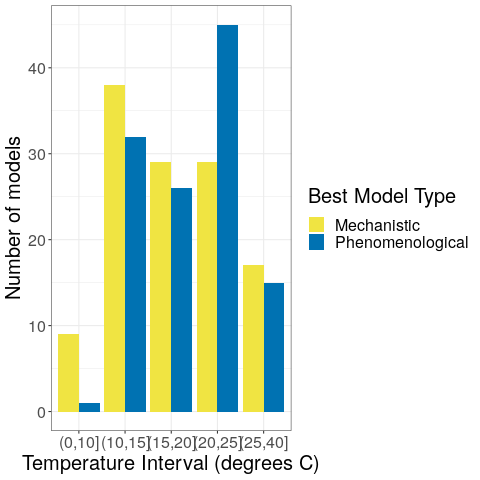 Number of models
40
30
20
10
0
(0,10] (10,15] (15,20] (20,25] (25,40]
Temperature Interval (degrees C)
Best Model Type
Mechanistic
Phenomenological